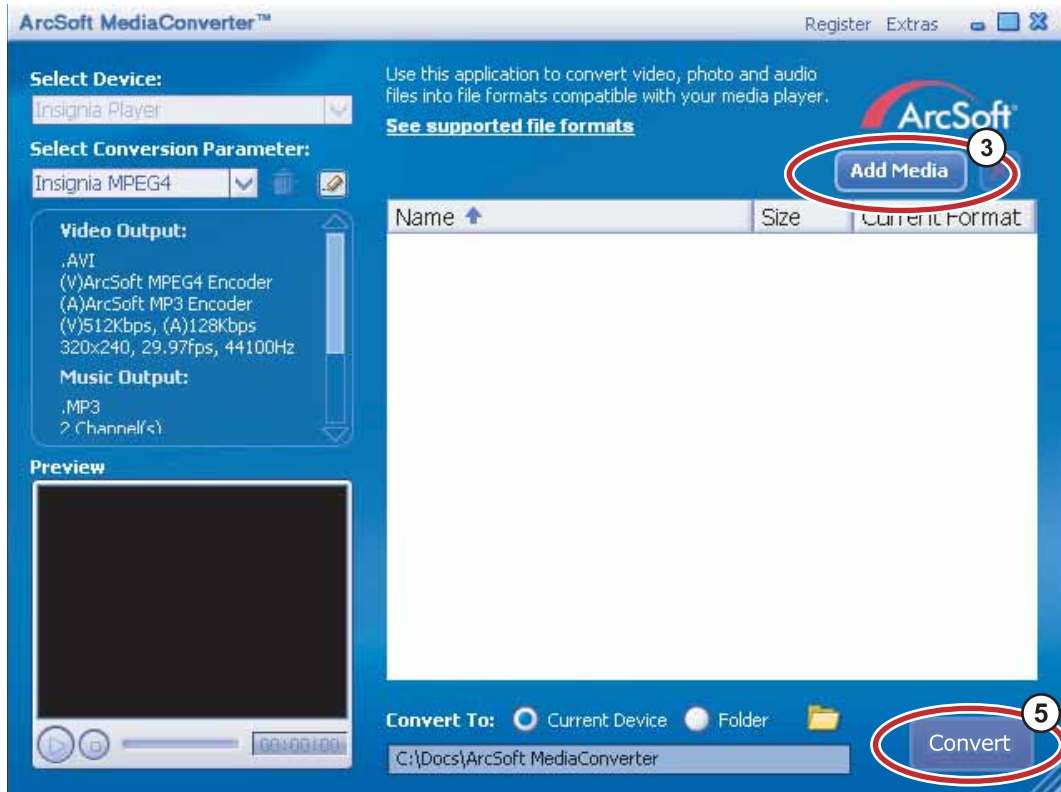 ArcSoft MediaConverter™
Register Extras
Select Device:
Insignia Player
Select Conversion Parameter:
Insignia MPEG4
Video Output:
.AVI
(V)ArcSoft MPEG4 Encoder
(A)ArcSoft MP3 Encoder
(V)512Kbps, (A)128Kbps
320x240, 29.97fps, 44100Hz
Music Output:
.MP3
2 Channel(s)
Preview
00:00:00
Use this application to convert video, photo and audio
files into file formats compatible with your media player.
See supported file formats
ArcSoft
3
Add Media
Name Size Current Format
Convert To: Current Device Folder
C:\Docs\ArcSoft MediaConverter
5
Convert